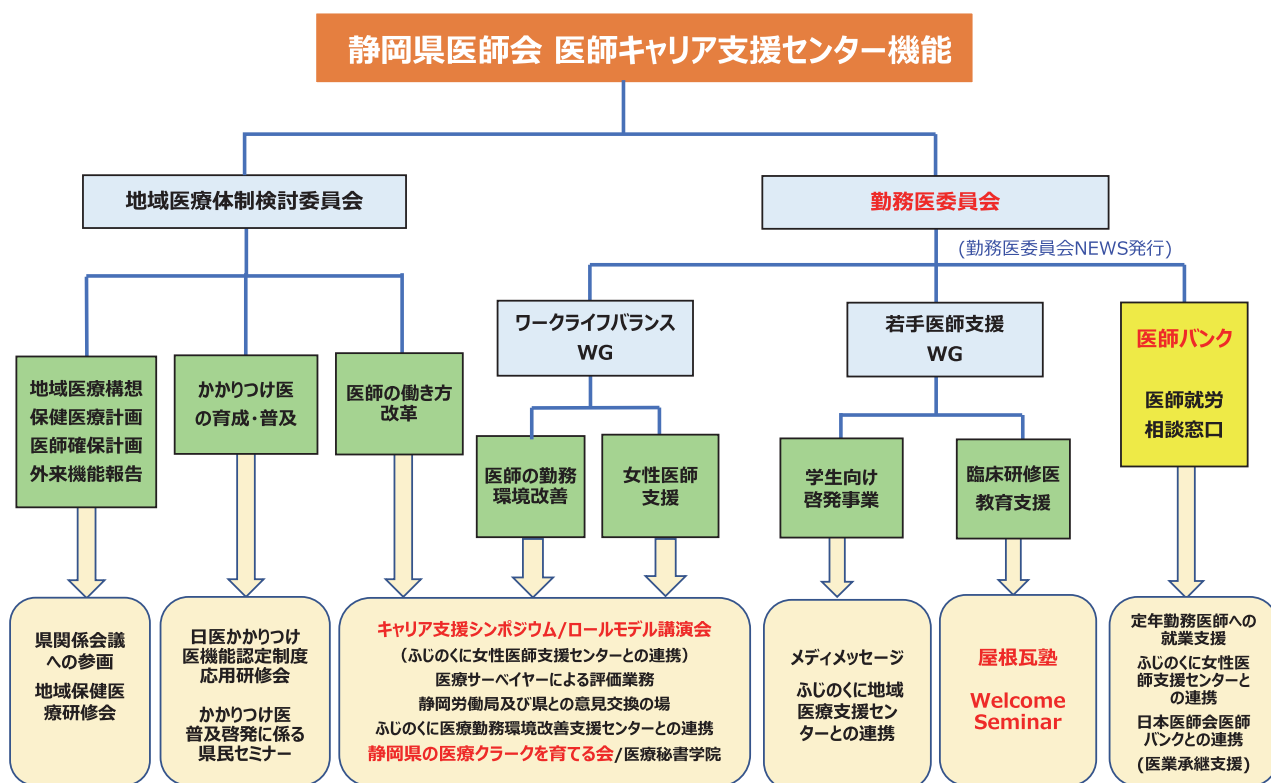 静岡県医師会 医師キャリア支援センター機能
地域医療体制検討委員会
勤務医委員会
(勤務医委員会NEWS発行)
地域医療構想
保健医療計画
医師確保計画
外来機能報告
かかりつけ医
の育成・普及
医師の働き方
改革
ワークライフバランス
WG
医師の勤務
環境改善
女性医師
支援
若手医師支援
WG
学生向け
啓発事業
臨床研修医
教育支援
医師バンク
医師就労
相談窓口
県関係会議
への参画
地域保健医
療研修会
日医かかりつけ
医機能認定制度
応用研修会
かかりつけ医
普及啓発に係る
県民セミナー
キャリア支援シンポジウム/ロールモデル講演会
（ふじのくに女性医師支援センターとの連携）
医療サーベイヤーによる評価業務
静岡労働局及び県との意見交換の場
ふじのくに医療勤務環境改善支援センターとの連携
静岡県の医療クラークを育てる会/医療秘書学院
メディメッセージ
ふじのくに地域
医療支援セン
ターとの連携
屋根瓦塾
Welcome
Seminar
定年勤務医師への
就業支援
ふじのくに女性医
師支援センターと
の連携
日本医師会医師
バンクとの連携
(医業承継支援)